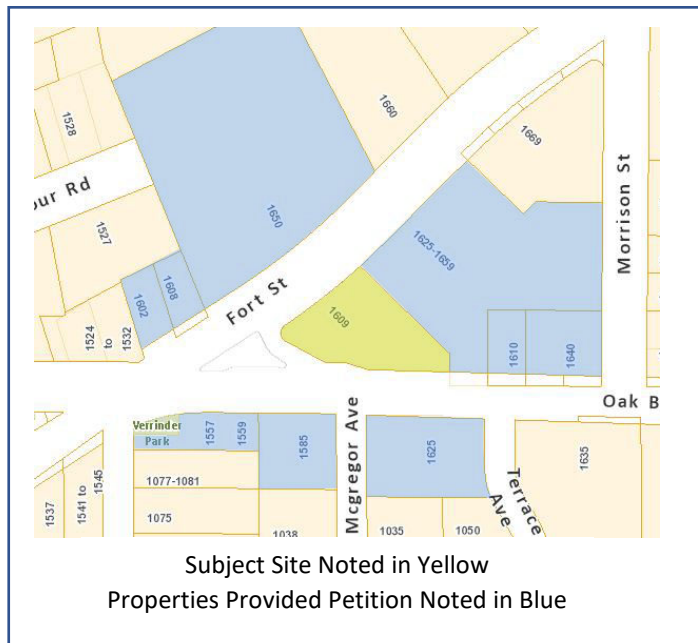 1660
1528
1669
our Rd
Morrison St
1650
1625-1659
1527
1608
1602
Fort St
1609
1524
to
1532
1610
1640
Oak B
Verrinder
Park
1557
1559
1585
Mcgregor Ave
1625
Terrace
Ave
1635
1077-1081
1545
1541 to
1537
1075
1038
1035
1050
Subject Site Noted in Yellow
Properties Provided Petition Noted in Blue